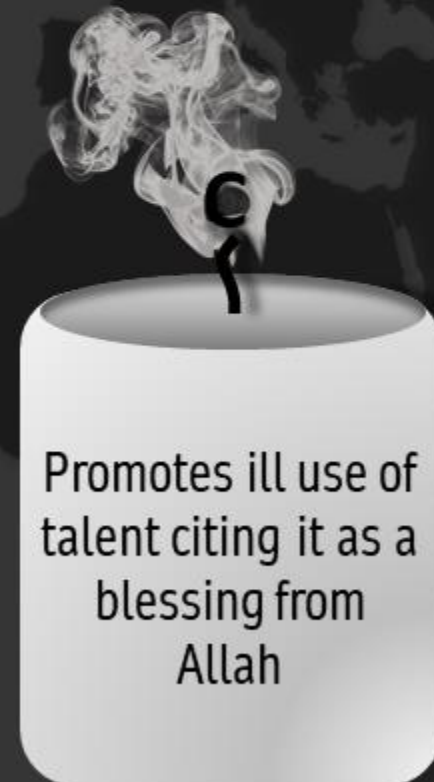 C
Promotes ill use of
talent citing it as a
blessing from
Allah